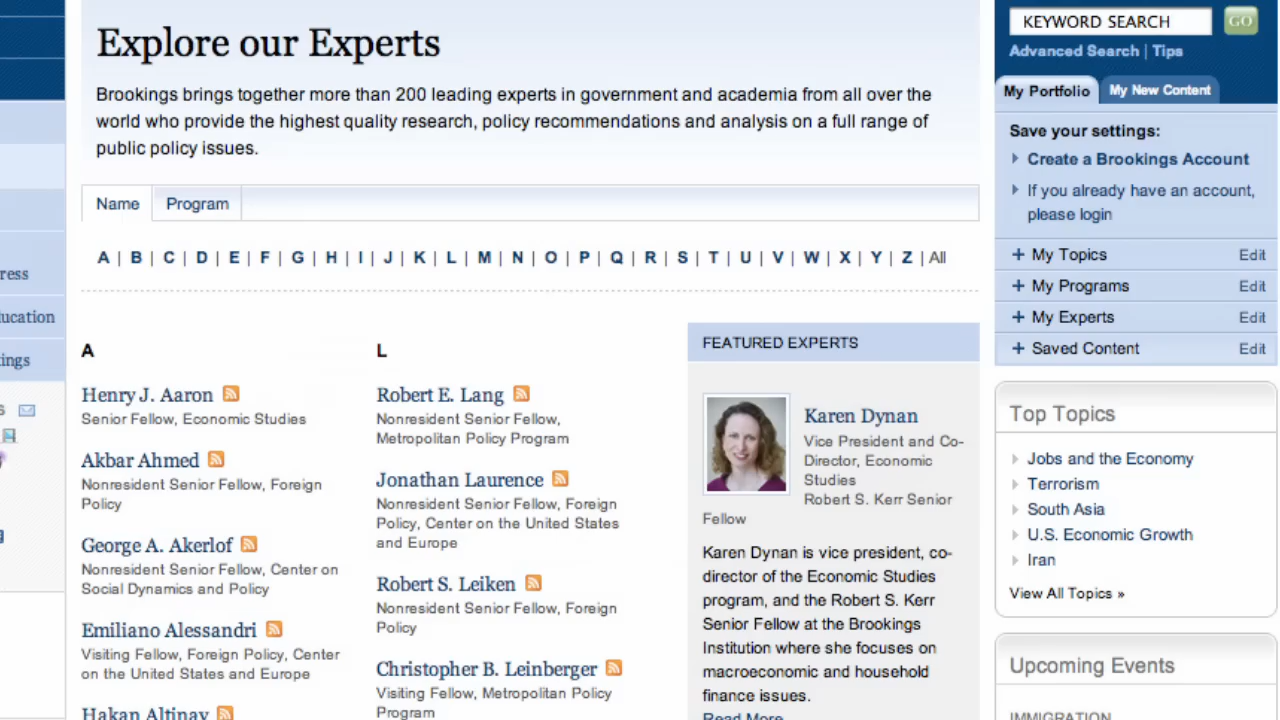 Explore our Experts
Brookings brings together more than 200 leading experts in government and academia from all over the
world who provide the highest quality research, policy recommendations and analysis on a full range of
public policy issues.
Name
Program
A | B | C | D | E | F | G | H | I | J | K | L | M | N | O | P | Q | R | S | T | U | V | W | X | Y | Z | All
A
Henry J. Aaron
Senior Fellow, Economic Studies
Akbar Ahmed
Nonresident Senior Fellow, Foreign
Policy
George A. Akerlof
Nonresident Senior Fellow, Center on
Social Dynamics and Policy
Emiliano Alessandri
Visiting Fellow, Foreign Policy, Center
on the United States and Europe
Hakan Altinay
L
Robert E. Lang
Nonresident Senior Fellow,
Metropolitan Policy Program
Jonathan Laurence
Nonresident Senior Fellow, Foreign
Policy, Center on the United States
and Europe
Robert S. Leiken
Nonresident Senior Fellow, Foreign
Policy
Christopher B. Leinberger
Visiting Fellow, Metropolitan Policy
Program
FEATURED EXPERTS
Karen Dynan
Vice President and Co-
Director, Economic
Studies
Robert S. Kerr Senior
Fellow
Karen Dynan is vice president, co-
director of the Economic Studies
program, and the Robert S. Kerr
Senior Fellow at the Brookings
Institution where she focuses on
macroeconomic and household
finance issues.
Read More
KEYWORD SEARCH
GO
Advanced Search | Tips
My Portfolio
My New Content
Save your settings:
Create a Brookings Account
If you already have an account,
please login
+ My Topics Edit
+ My Programs Edit
+ My Experts Edit
+ Saved Content Edit
Top Topics
Jobs and the Economy
Terrorism
South Asia
U.S. Economic Growth
Iran
View All Topics »
Upcoming Events
IMMIGRATION
ress
ucation
ings